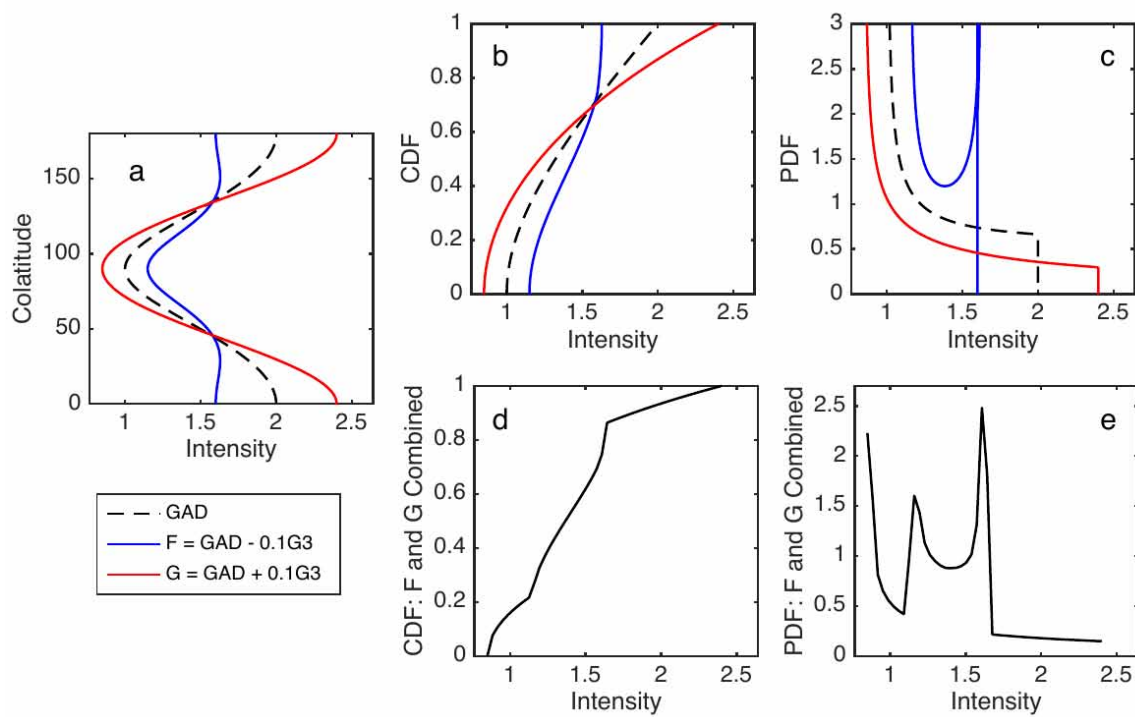 a
Colatitude
150
100
50
0
1
1.5
2
2.5
Intensity
GAD
F = GAD - 0.1G3
G = GAD + 0.1G3
b
CDF
1
0.8
0.6
0.4
0.2
0
1
1.5
2
2.5
Intensity
c
PDF
3
2.5
2
1.5
1
0.5
0
1
1.5
2
2.5
Intensity
d
CDF: F and G Combined
1
0.8
0.6
0.4
0.2
0
1
1.5
2
2.5
Intensity
e
PDF: F and G Combined
2.5
2
1.5
1
0.5
0
1
1.5
2
2.5
Intensity